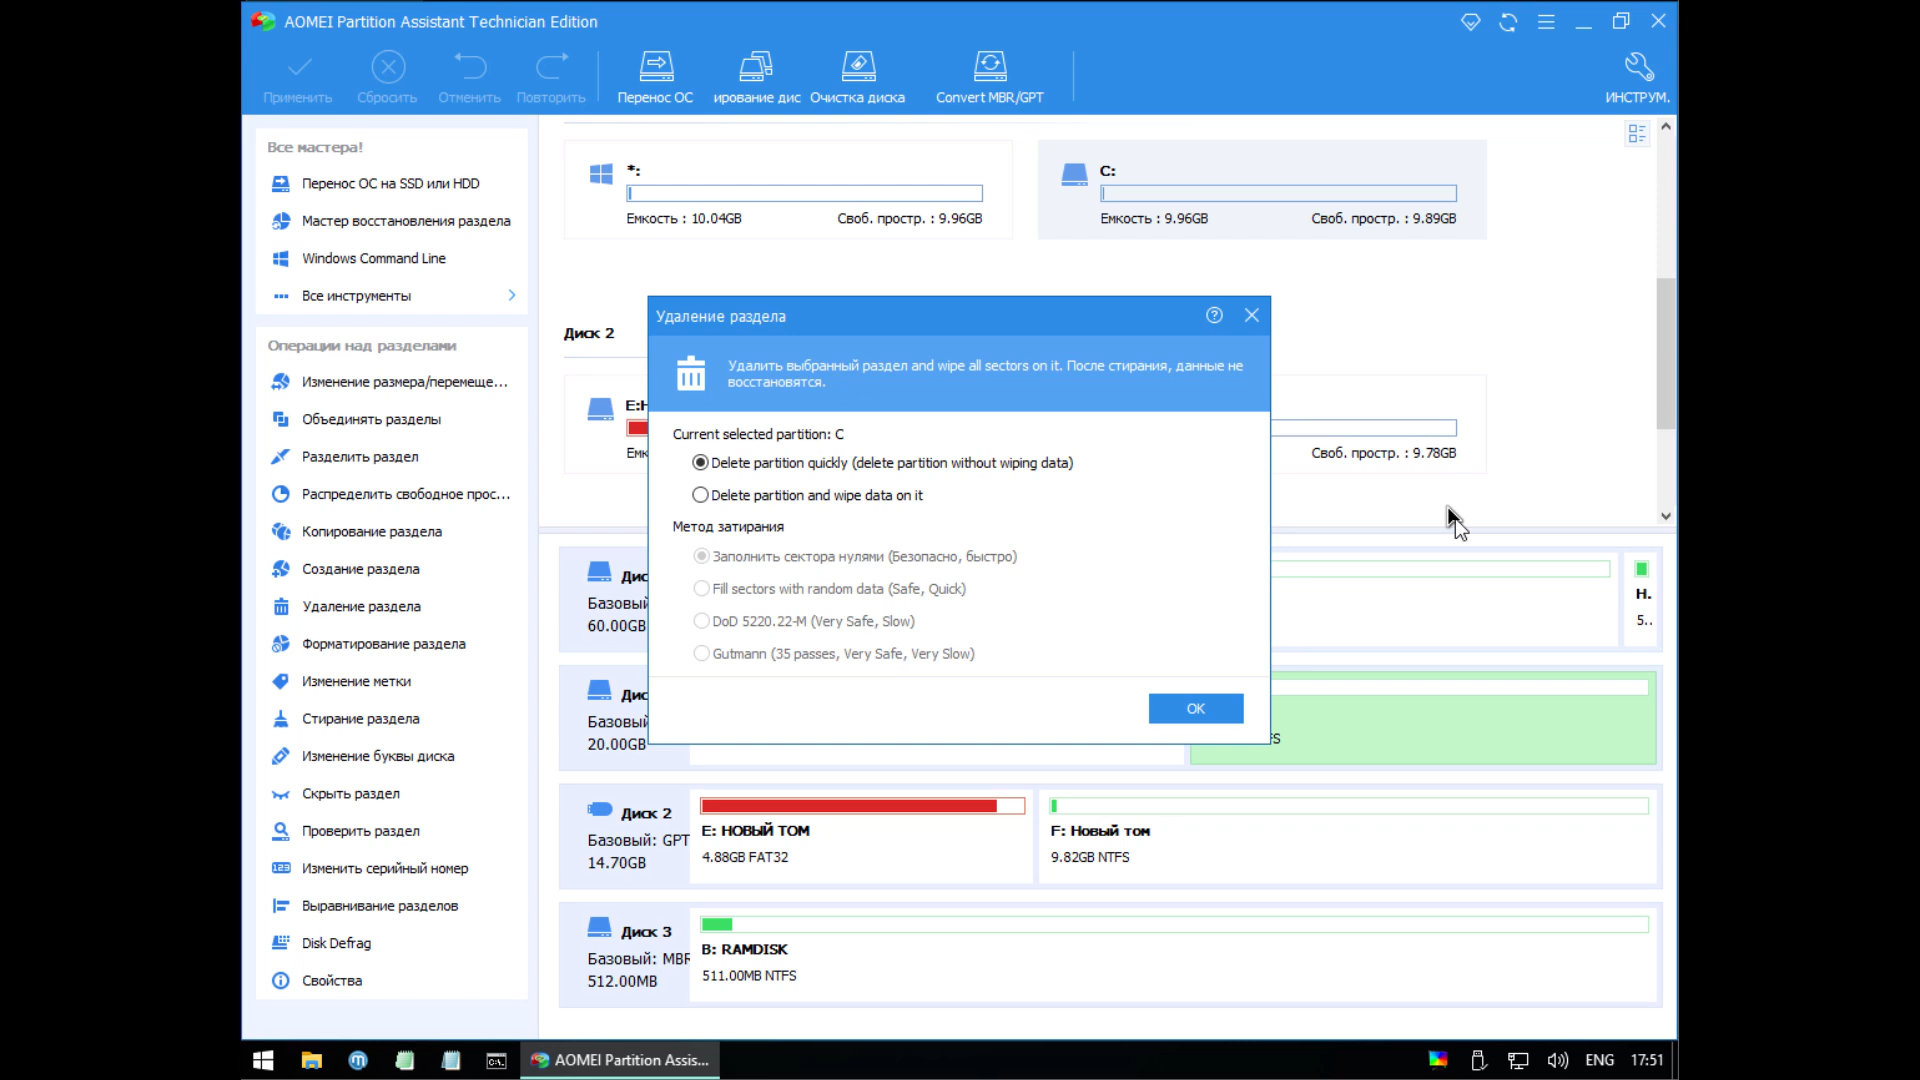 AOMEI Partition Assistant Technician Edition
Применить
Сбросить
Отменить
Повторить
Перенос ОС
ирование дис
Очистка диска
Convert MBR/GPT
ИНСТРУМ.
Все мастера!
Перенос ОС на SSD или HDD
Мастер восстановления раздела
Windows Command Line
Все инструменты
Операции над разделами
Изменение размера/перемеще...
Объединять разделы
Разделить раздел
Распределить свободное прос...
Копирование раздела
Создание раздела
Удаление раздела
Форматирование раздела
Изменение метки
Стирание раздела
Изменение буквы диска
Скрыть раздел
Проверить раздел
Изменить серийный номер
Выравнивание разделов
Disk Defrag
Свойства
*:
Емкость : 10.04GB Своб. простр. : 9.96GB
C:
Емкость : 9.96GB Своб. простр. : 9.89GB
Диск 2
E:Н
Емк
Своб. простр. : 9.78GB
Удаление раздела
Удалить выбранный раздел and wipe all sectors on it. После стирания, данные не
восстановятся.
Current selected partition: C
Delete partition quickly (delete partition without wiping data)
Delete partition and wipe data on it
Метод затирания
Заполнить сектора нулями (Безопасно, быстро)
Fill sectors with random data (Safe, Quick)
DoD 5220.22-M (Very Safe, Slow)
Gutmann (35 passes, Very Safe, Very Slow)
OK
Дис
Базовый
60.00GB
Н.
5..
Дис
Базовый
20.00GB
FS
Диск 2
Базовый: GPT
14.70GB
E: НОВЫЙ ТОМ
4.88GB FAT32
F: Новый том
9.82GB NTFS
Диск 3
Базовый: MBR
512.00MB
B: RAMDISK
511.00MB NTFS
AOMEI Partition Assis...
ENG
17:51